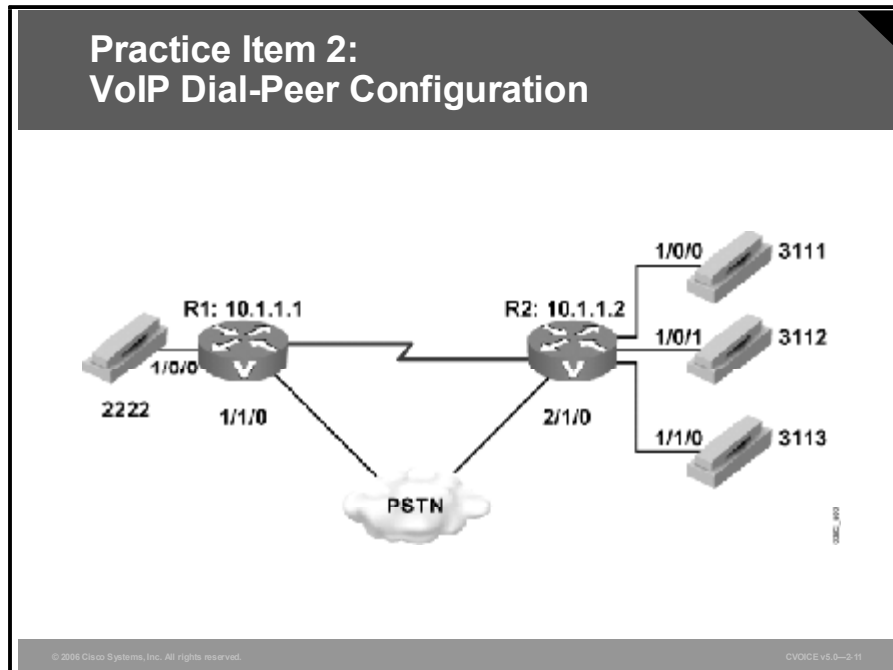 Practice Item 2:
VoIP Dial-Peer Configuration
1/0/0
3111
R1: 10.1.1.1
R2: 10.1.1.2
1/0/1
3112
1/0/0
2222
1/1/0
2/1/0
1/1/0
3113
PSTN
© 2006 Cisco Systems, Inc. All rights reserved.
CVOICE v5.0—2-11